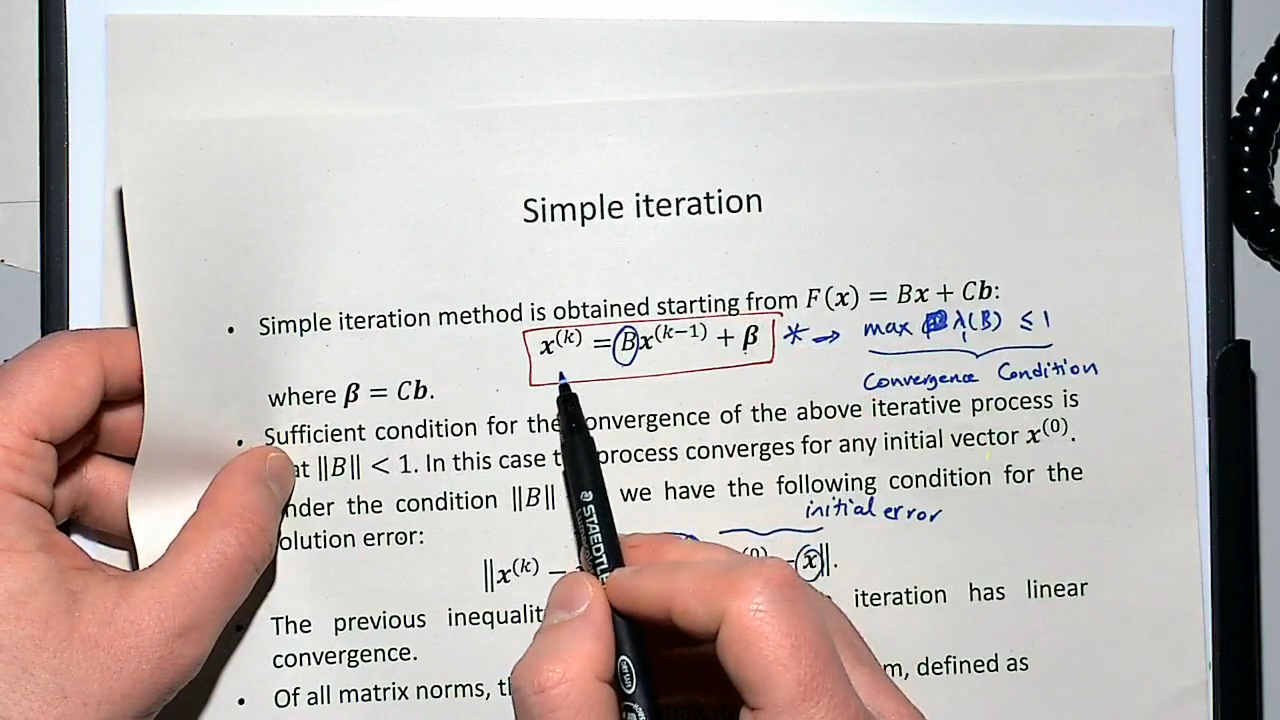 Simple iteration
• Simple iteration method is obtained starting from F(x) = Bx + Cb:
x^(k) = Bx^(k−1) + β * ⇒ max λ(B) ≤ 1
Convergence Condition
where β = Cb.
• Sufficient condition for the convergence of the above iterative process is
at ‖B‖ < 1. In this case process converges for any initial vector x^(0).
nder the condition ‖B‖ we have the following condition for the
initial error
olution error:
‖x^(k) − (0) − x‖.
• The previous inequalit iteration has linear
convergence.
• Of all matrix norms, th m, defined as
STAEDTLER